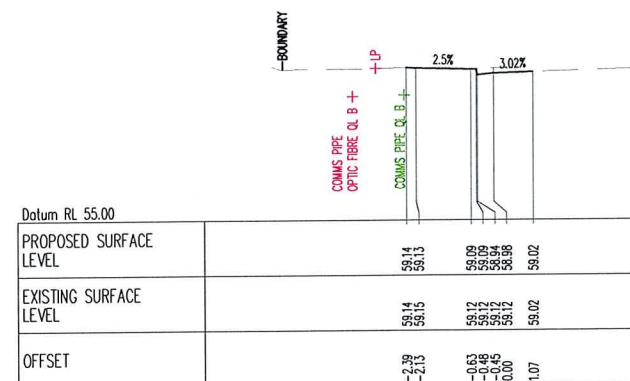 BOUNDARY
LP
2.5%
3.02%
COMMS PIPE
OPTIC FIBRE QL B
COMMS PIPE QL B
Datum RL 55.00
PROPOSED SURFACE
LEVEL
59.14
59.13
59.09
59.09
58.94
58.98
59.02
EXISTING SURFACE
LEVEL
59.14
59.15
59.12
59.12
59.12
59.12
59.02
OFFSET
-2.39
-2.13
-0.63
-0.48
-0.45
0.00
1.07